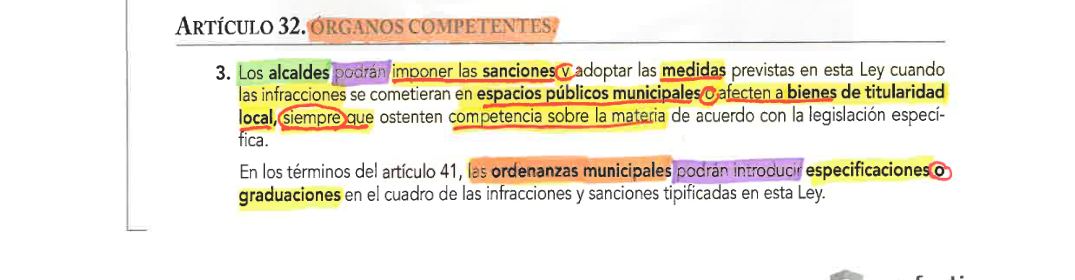 ARTÍCULO 32. ÓRGANOS COMPETENTES.
3. Los alcaldes podrán imponer las sanciones y adoptar las medidas previstas en esta Ley cuando
las infracciones se cometieran en espacios públicos municipales o afecten a bienes de titularidad
local, siempre que ostenten competencia sobre la materia de acuerdo con la legislación especí-
fica.
En los términos del artículo 41, las ordenanzas municipales podrán introducir especificaciones o
graduaciones en el cuadro de las infracciones y sanciones tipificadas en esta Ley.